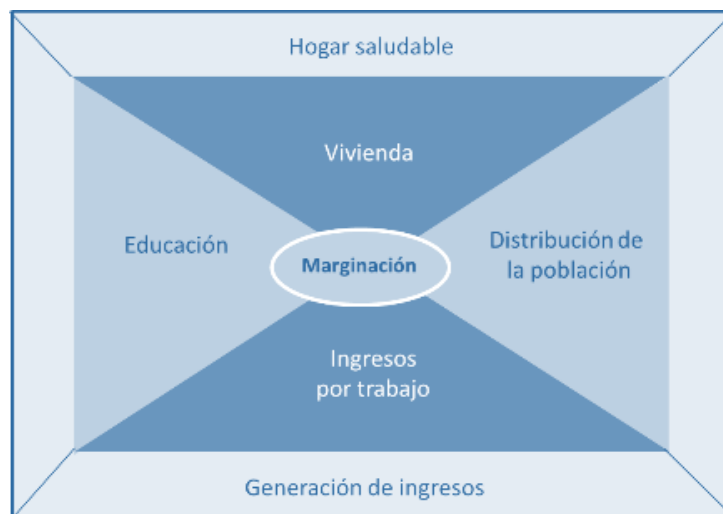 Hogar saludable
Vivienda
Educación
Marginación
Distribución de
la población
Ingresos
por trabajo
Generación de ingresos